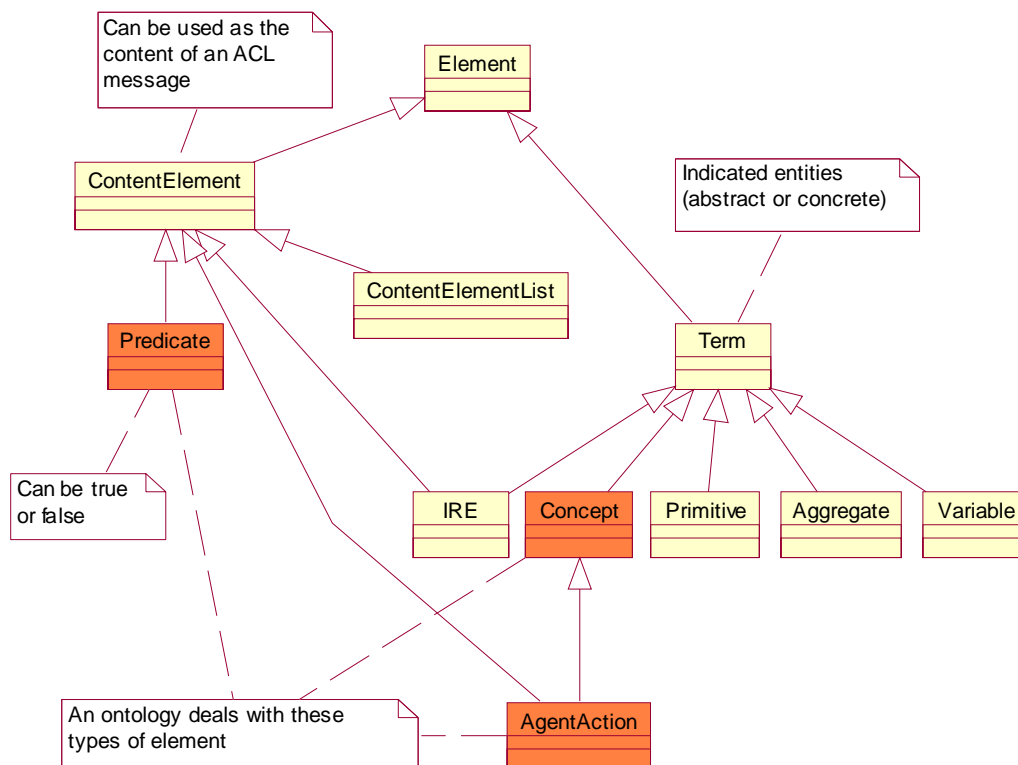 Can be used as the
content of an ACL
message
Element
ContentElement
Indicated entities
(abstract or concrete)
ContentElementList
Predicate
Term
Can be true
or false
IRE
Concept
Primitive
Aggregate
Variable
An ontology deals with these
types of element
AgentAction